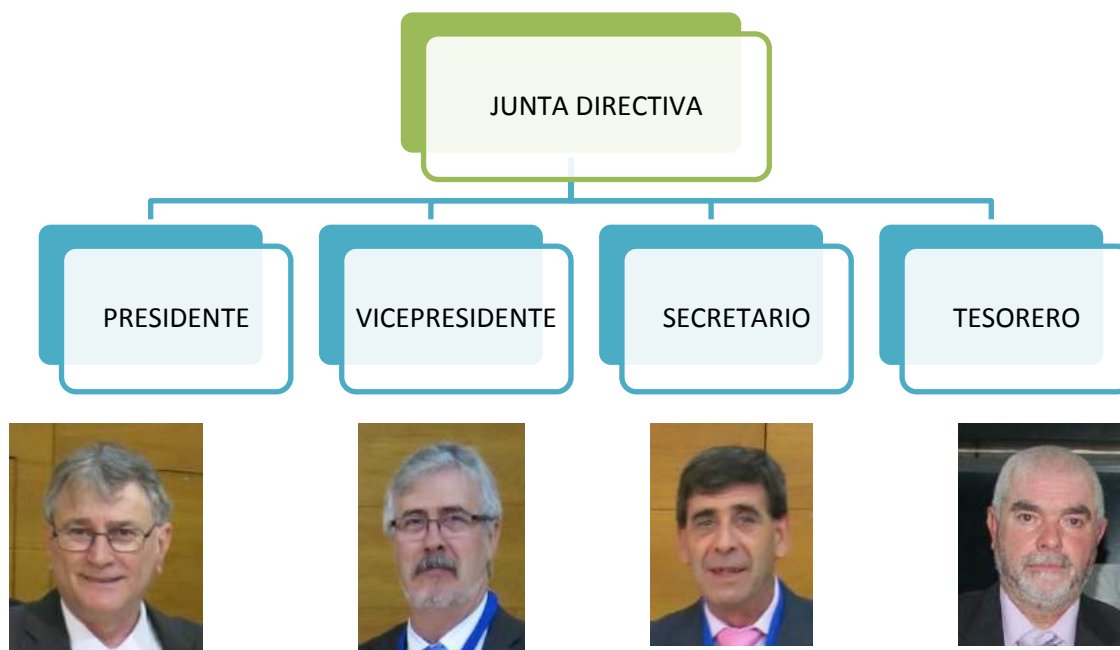 JUNTA DIRECTIVA
PRESIDENTE
VICEPRESIDENTE
SECRETARIO
TESORERO